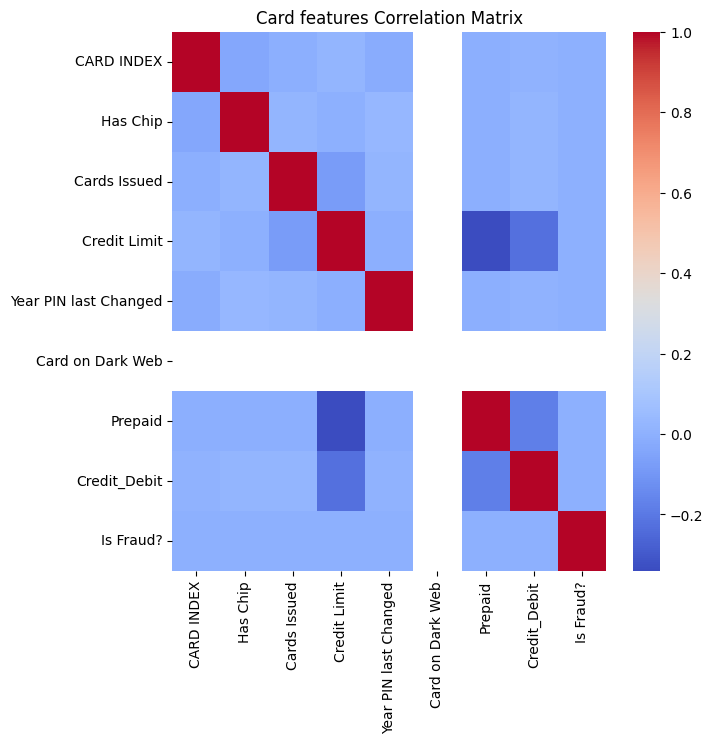 Card features Correlation Matrix
CARD INDEX
Has Chip
Cards Issued
Credit Limit
Year PIN last Changed
Card on Dark Web
Prepaid
Credit_Debit
Is Fraud?
CARD INDEX
Has Chip
Cards Issued
Credit Limit
Year PIN last Changed
Card on Dark Web
Prepaid
Credit_Debit
Is Fraud?
1.0
0.8
0.6
0.4
0.2
0.0
−0.2